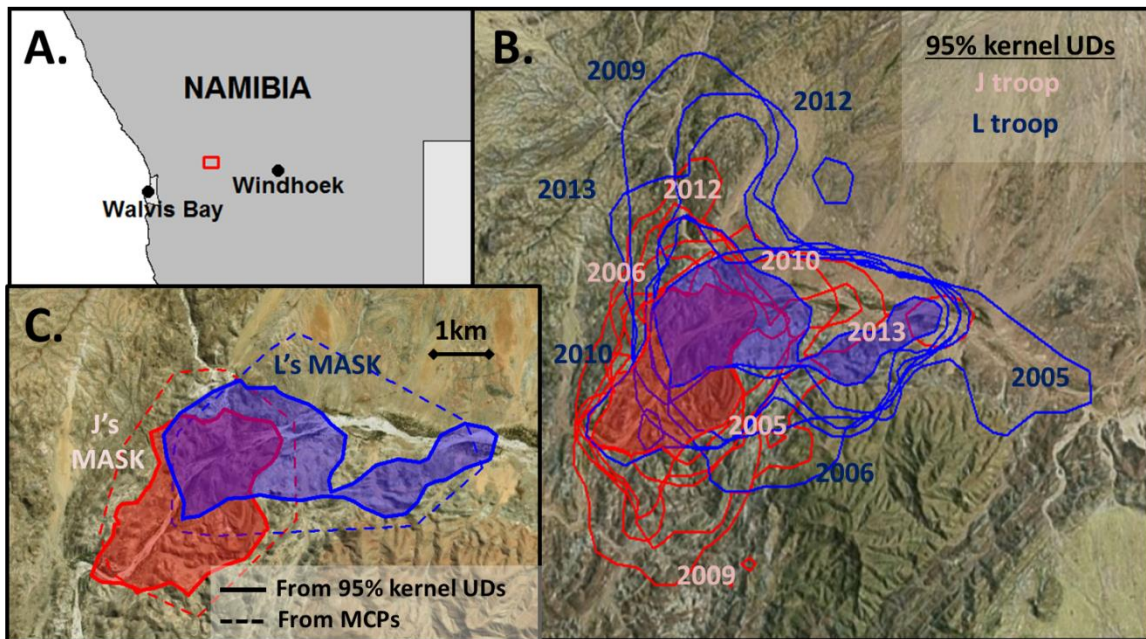 A.
NAMIBIA
Windhoek
Walvis Bay
B.
95% kernel UDs
J troop
L troop
2009
2012
2013
2012
2006
2010
2010
2013
2005
2005
2006
2009
C.
1km
L's MASK
J's
MASK
From 95% kernel UDs
From MCPs